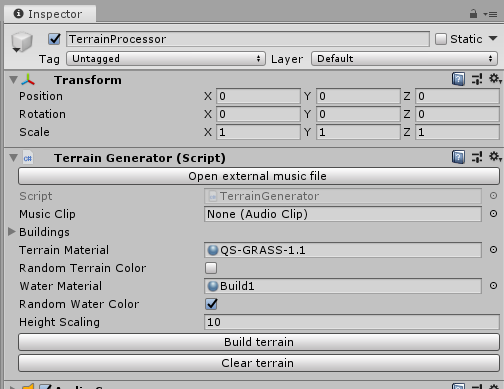 Inspector
TerrainProcessor Static
Tag Untagged Layer Default
Transform
Position X 0 Y 0 Z 0
Rotation X 0 Y 0 Z 0
Scale X 1 Y 1 Z 1
Terrain Generator (Script)
Open external music file
Script TerrainGenerator
Music Clip None (Audio Clip)
Buildings
Terrain Material QS-GRASS-1.1
Random Terrain Color
Water Material Build1
Random Water Color
Height Scaling 10
Build terrain
Clear terrain